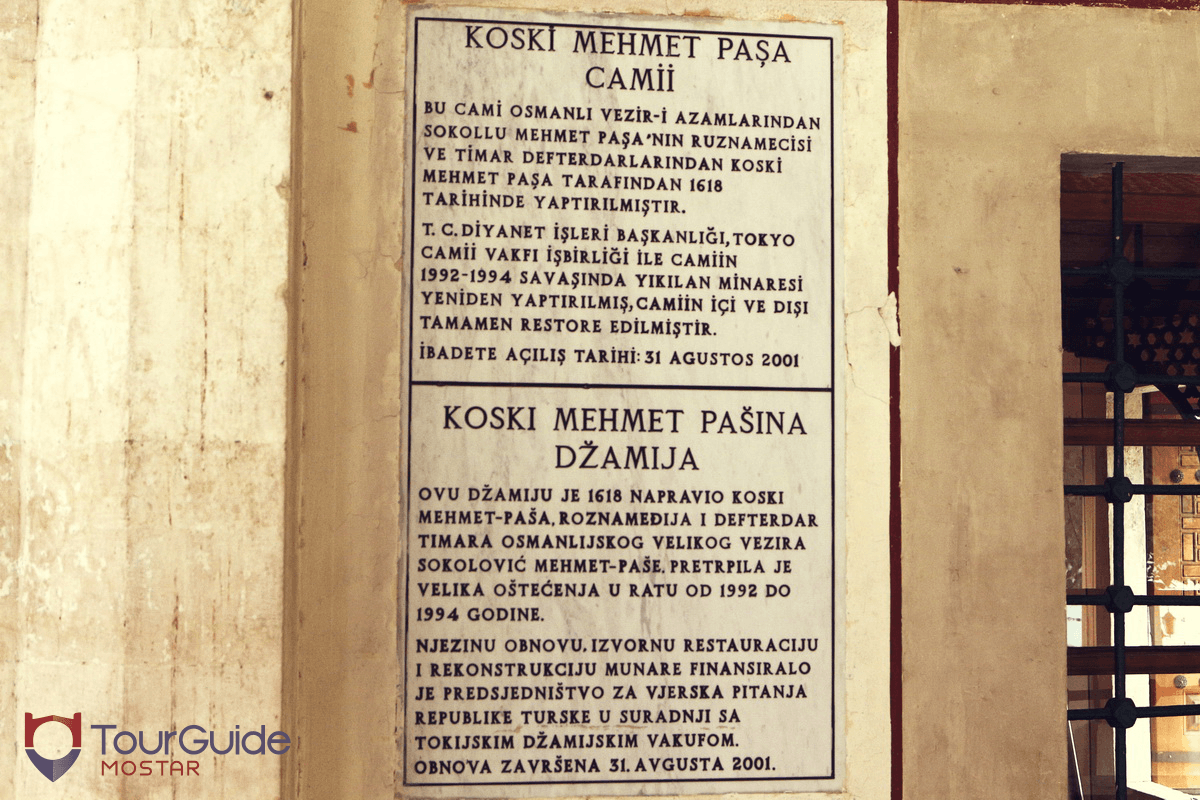 KOSKİ MEHMET PAŞA
CAMİİ
BU CAMİ OSMANLI VEZİR-İ AZAMLARINDAN
SOKOLLU MEHMET PAŞA'NIN RUZNAMECİSİ
VE TİMAR DEFTERDARLARINDAN KOSKİ
MEHMET PAŞA TARAFINDAN 1618
TARİHİNDE YAPTIRILMIŞTIR.
T. C. DİYANET İŞLERİ BAŞKANLIĞI, TOKYO
CAMİİ VAKFI İŞBİRLİĞİ İLE CAMİİN
1992-1994 SAVAŞINDA YIKILAN MİNARESİ
YENİDEN YAPTIRILMIŞ, CAMİİN İÇİ VE DIŞI
TAMAMEN RESTORE EDİLMİŞTİR.
İBADETE AÇILIŞ TARİHİ: 31 AGUSTOS 2001
KOSKI MEHMET PAŠINA
DŽAMIJA
OVU DŽAMIJU JE 1618 NAPRAVIO KOSKI
MEHMET-PAŠA, ROZNAMEĐIJA I DEFTERDAR
TIMARA OSMANLIJSKOG VELIKOG VEZIRA
SOKOLOVIĆ MEHMET-PAŠE. PRETRPILA JE
VELIKA OŠTEĆENJA U RATU OD 1992 DO
1994 GODINE.
NJEZINU OBNOVU, IZVORNU RESTAURACIJU
I REKONSTRUKCIJU MUNARE FINANSIRALO
JE PREDSJEDNIŠTVO ZA VJERSKA PITANJA
REPUBLIKE TURSKE U SURADNJI SA
TOKIJSKIM DŽAMIJSKIM VAKUFOM.
OBNOVA ZAVRŠENA 31. AVGUSTA 2001.
TourGuide
MOSTAR